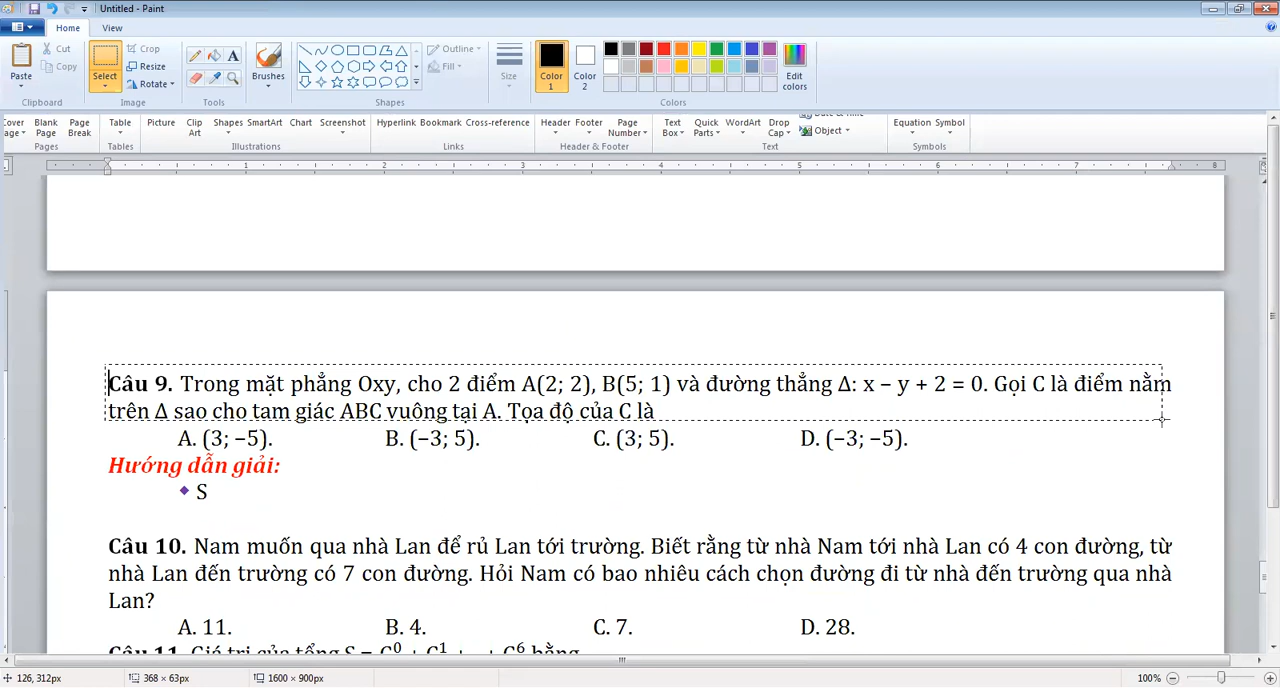 Untitled - Paint
Home View
Cut
Copy
Paste
Clipboard
Select
Crop
Resize
Rotate
Image
Tools
Brushes
Outline
Fill
Shapes
Size
Color 1
Color 2
Edit colors
Colors
Blank Page
Page Break
Pages
Table
Tables
Picture
Clip Art
Shapes
SmartArt
Chart
Screenshot
Illustrations
Hyperlink
Bookmark
Cross-reference
Links
Header
Footer
Page Number
Header & Footer
Text Box
Quick Parts
WordArt
Drop Cap
Object
Text
Equation
Symbol
Symbols
1 2 3 4 5 6 7 8
Câu 9. Trong mặt phẳng Oxy, cho 2 điểm A(2; 2), B(5; 1) và đường thẳng Δ: x − y + 2 = 0. Gọi C là điểm nằm
trên Δ sao cho tam giác ABC vuông tại A. Tọa độ của C là
A. (3; −5). B. (−3; 5). C. (3; 5). D. (−3; −5).
Hướng dẫn giải:
S
Câu 10. Nam muốn qua nhà Lan để rủ Lan tới trường. Biết rằng từ nhà Nam tới nhà Lan có 4 con đường, từ
nhà Lan đến trường có 7 con đường. Hỏi Nam có bao nhiêu cách chọn đường đi từ nhà đến trường qua nhà
Lan?
A. 11. B. 4. C. 7. D. 28.
126, 312px 368 × 63px 1600 × 900px 100%